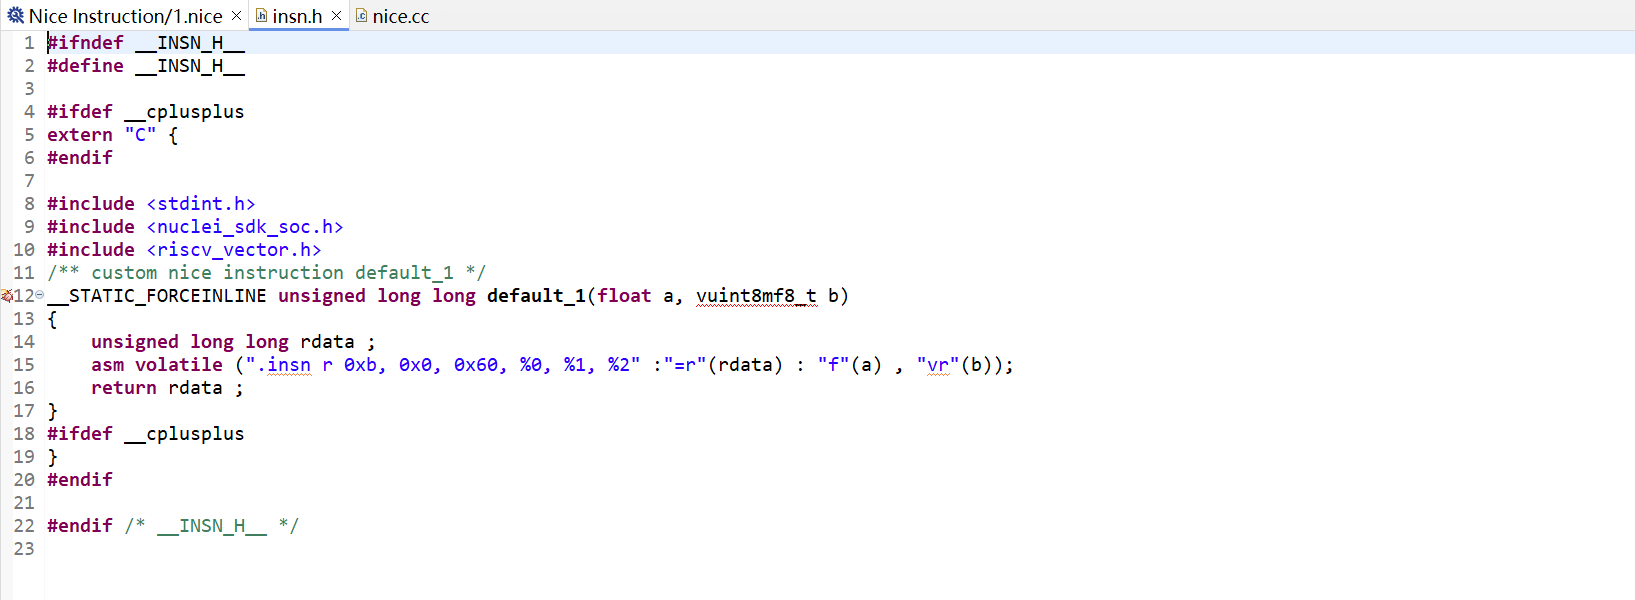 Nice Instruction/1.nice insn.h nice.cc
1 #ifndef __INSN_H__
2 #define __INSN_H__
3
4 #ifdef __cplusplus
5 extern "C" {
6 #endif
7
8 #include <stdint.h>
9 #include <nuclei_sdk_soc.h>
10 #include <riscv_vector.h>
11 /** custom nice instruction default_1 */
12 __STATIC_FORCEINLINE unsigned long long default_1(float a, vuint8mf8_t b)
13 {
14     unsigned long long rdata ;
15     asm volatile (".insn r 0xb, 0x0, 0x60, %0, %1, %2" :"=r"(rdata) : "f"(a) , "vr"(b));
16     return rdata ;
17 }
18 #ifdef __cplusplus
19 }
20 #endif
21
22 #endif /* __INSN_H__ */
23